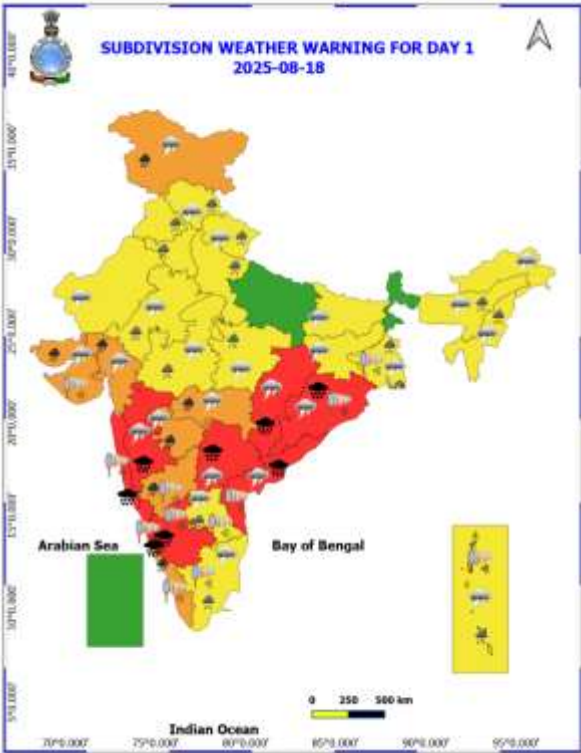 SUBDIVISION WEATHER WARNING FOR DAY 1
2025-08-18
Arabian Sea
Bay of Bengal
0 250 500 km
Indian Ocean
70°0.000' 75°0.000' 80°0.000' 85°0.000' 90°0.000' 95°0.000'